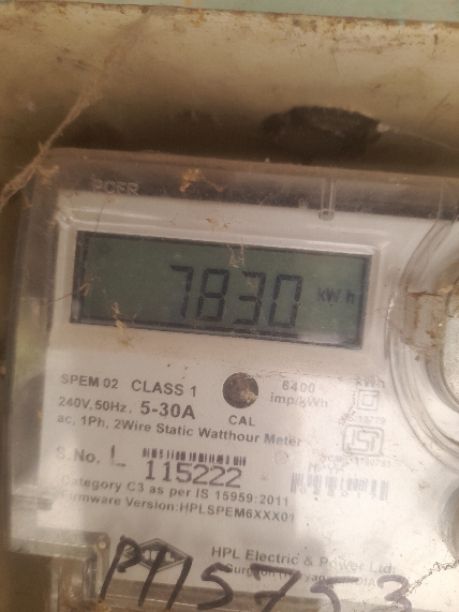 7830 kWh
SPEM 02 CLASS 1
6400 imp/kWh
240V, 50Hz, 5-30A
CAL
ac, 1Ph, 2Wire Static Watthour Meter
S.No. L 115222
Category C3 as per IS 15959:2011
Firmware Version:HPLSPEM6XXX01
HPL Electric & Power Ltd.